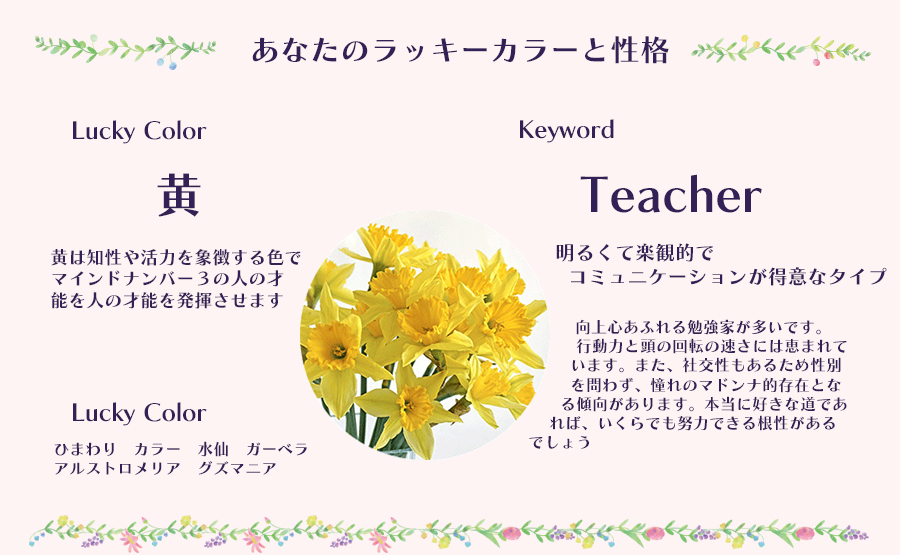 あなたのラッキーカラーと性格
Lucky Color
黄
黄は知性や活力を象徴する色で
マインドナンバー３の人の才
能を人の才能を発揮させます
Lucky Color
ひまわり　カラー　水仙　ガーベラ
アルストロメリア　グズマニア
Keyword
Teacher
明るくて楽観的で
コミュニケーションが得意なタイプ
向上心あふれる勉強家が多いです。
行動力と頭の回転の速さには恵まれて
います。また、社交性もあるため性別
を問わず、憧れのマドンナ的存在とな
る傾向があります。本当に好きな道であ
れば、いくらでも努力できる根性がある
でしょう